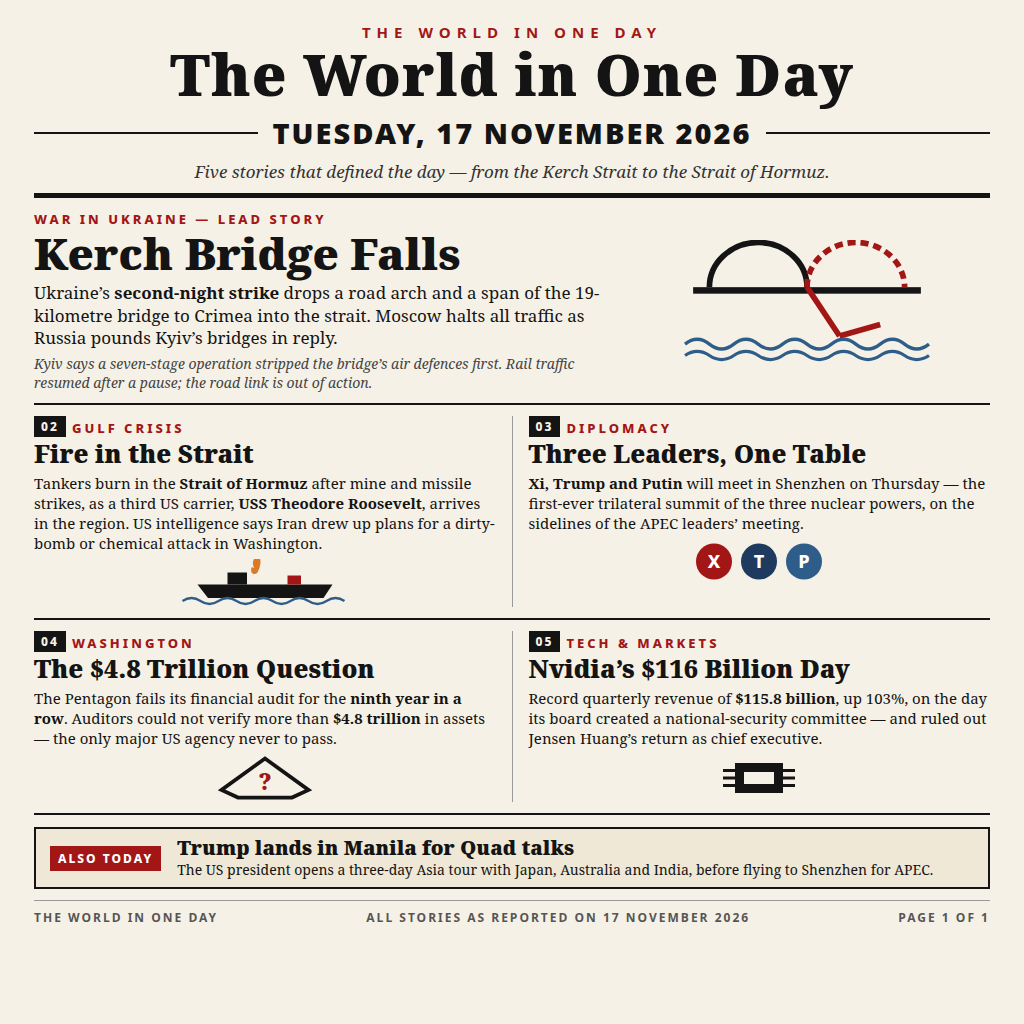 THE WORLD IN ONE DAY
The World in One Day
TUESDAY, 17 NOVEMBER 2026
Five stories that defined the day — from the Kerch Strait to the Strait of Hormuz.
WAR IN UKRAINE — LEAD STORY
Kerch Bridge Falls
Ukraine’s second-night strike drops a road arch and a span of the 19-
kilometre bridge to Crimea into the strait. Moscow halts all traffic as
Russia pounds Kyiv’s bridges in reply.
Kyiv says a seven-stage operation stripped the bridge’s air defences first. Rail traffic
resumed after a pause; the road link is out of action.
02 GULF CRISIS
Fire in the Strait
Tankers burn in the Strait of Hormuz after mine and missile
strikes, as a third US carrier, USS Theodore Roosevelt, arrives
in the region. US intelligence says Iran drew up plans for a dirty-
bomb or chemical attack in Washington.
03 DIPLOMACY
Three Leaders, One Table
Xi, Trump and Putin will meet in Shenzhen on Thursday — the
first-ever trilateral summit of the three nuclear powers, on the
sidelines of the APEC leaders’ meeting.
X T P
04 WASHINGTON
The $4.8 Trillion Question
The Pentagon fails its financial audit for the ninth year in a
row. Auditors could not verify more than $4.8 trillion in assets
— the only major US agency never to pass.
?
05 TECH & MARKETS
Nvidia’s $116 Billion Day
Record quarterly revenue of $115.8 billion, up 103%, on the day
its board created a national-security committee — and ruled out
Jensen Huang’s return as chief executive.
ALSO TODAY
Trump lands in Manila for Quad talks
The US president opens a three-day Asia tour with Japan, Australia and India, before flying to Shenzhen for APEC.
THE WORLD IN ONE DAY
ALL STORIES AS REPORTED ON 17 NOVEMBER 2026
PAGE 1 OF 1